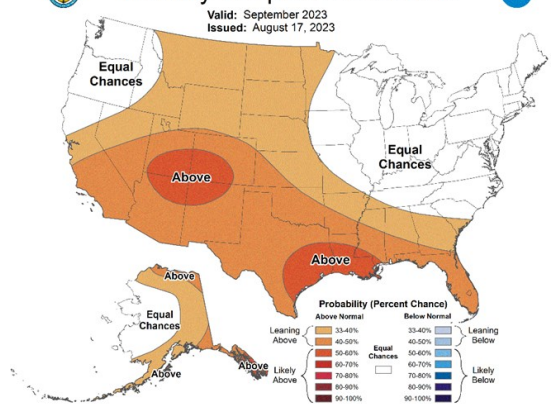 Valid: September 2023
Issued: August 17, 2023
Equal
Chances
Equal
Chances
Above
Above
Above
Equal
Chances
Above
Above
Probability (Percent Chance)
Above Normal
Below Normal
Leaning
Above
33-40%
40-50%
Likely
Above
50-60%
60-70%
70-80%
80-90%
90-100%
Equal
Chances
33-40%
40-50%
Leaning
Below
50-60%
60-70%
70-80%
80-90%
90-100%
Likely
Below